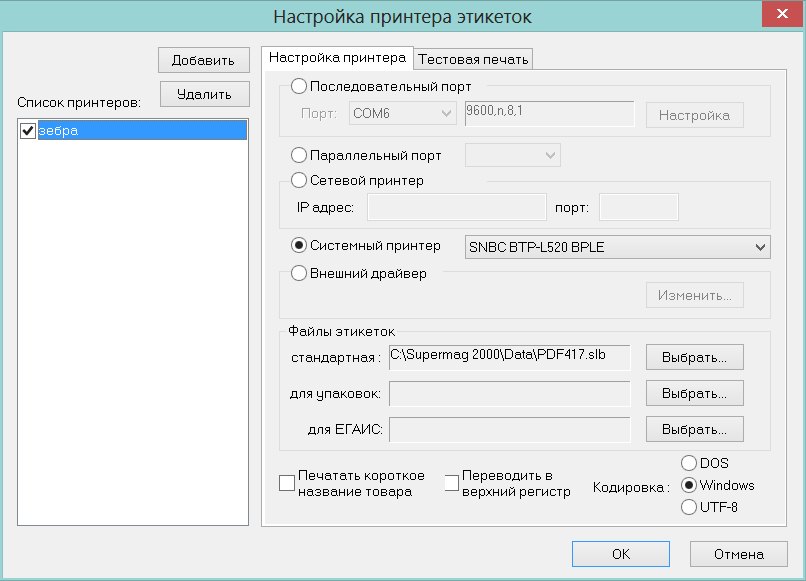 Настройка принтера этикеток
Добавить
Удалить
Список принтеров:
зебра
Настройка принтера
Тестовая печать
Последовательный порт
Порт: COM6 9600,n,8,1 Настройка
Параллельный порт
Сетевой принтер
IP адрес: порт:
Системный принтер SNBC BTP-L520 BPLE
Внешний драйвер
Изменить...
Файлы этикеток
стандартная : C:\Supermag 2000\Data\PDF417.slb Выбрать...
для упаковок: Выбрать...
для ЕГАИС: Выбрать...
Печатать короткое
название товара
Переводить в
верхний регистр
Кодировка :
DOS
Windows
UTF-8
OK
Отмена